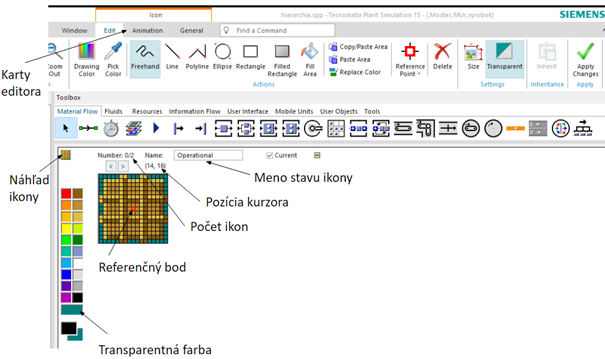 Icon
hierarchia.spp - Tecnomatix Plant Simulation 15 - [.Modles.MUs.vyrobok]
SIEMENS
Window Edit Animation General Find a Command
Zoom Out
Drawing Color
Pick Color
Freehand
Line
Polyline
Ellipse
Rectangle
Filled Rectangle
Fill Area
Copy/Paste Area
Paste Area
Replace Color
Reference Point
Delete
Size
Transparent
Inherit
Apply Changes
Actions Settings Inheritance Apply
Karty
editora
Toolbox
Material Flow Fluids Resources Information Flow User Interface Mobile Units User Objects Tools
Number: 0/2 Name: Operational Current
(14, 16)
Náhľad
ikony
Meno stavu ikony
Pozícia kurzora
Počet ikon
Referenčný bod
Transparentná farba